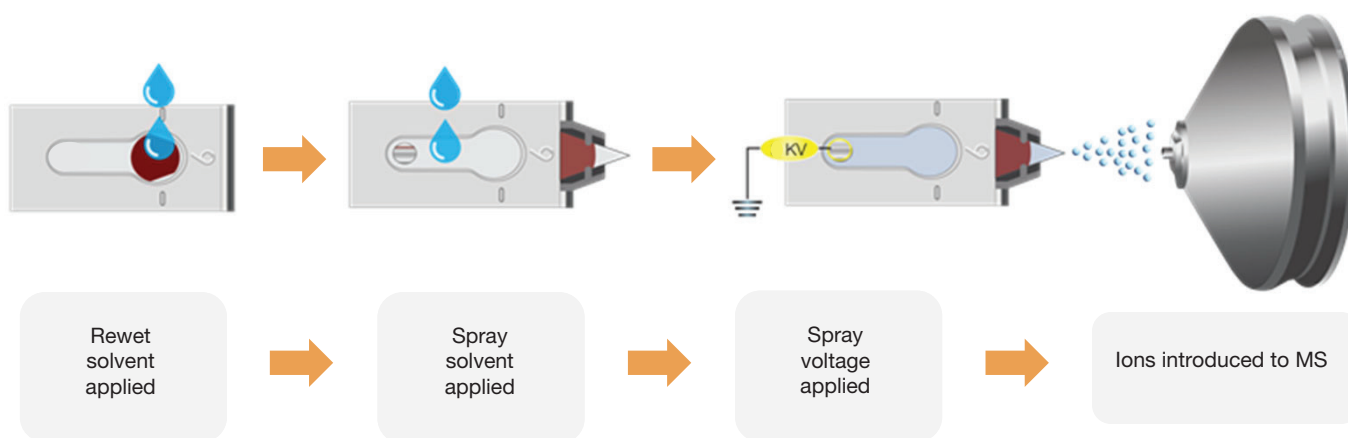 KV
Rewet
solvent
applied
Spray
solvent
applied
Spray
voltage
applied
Ions introduced to MS